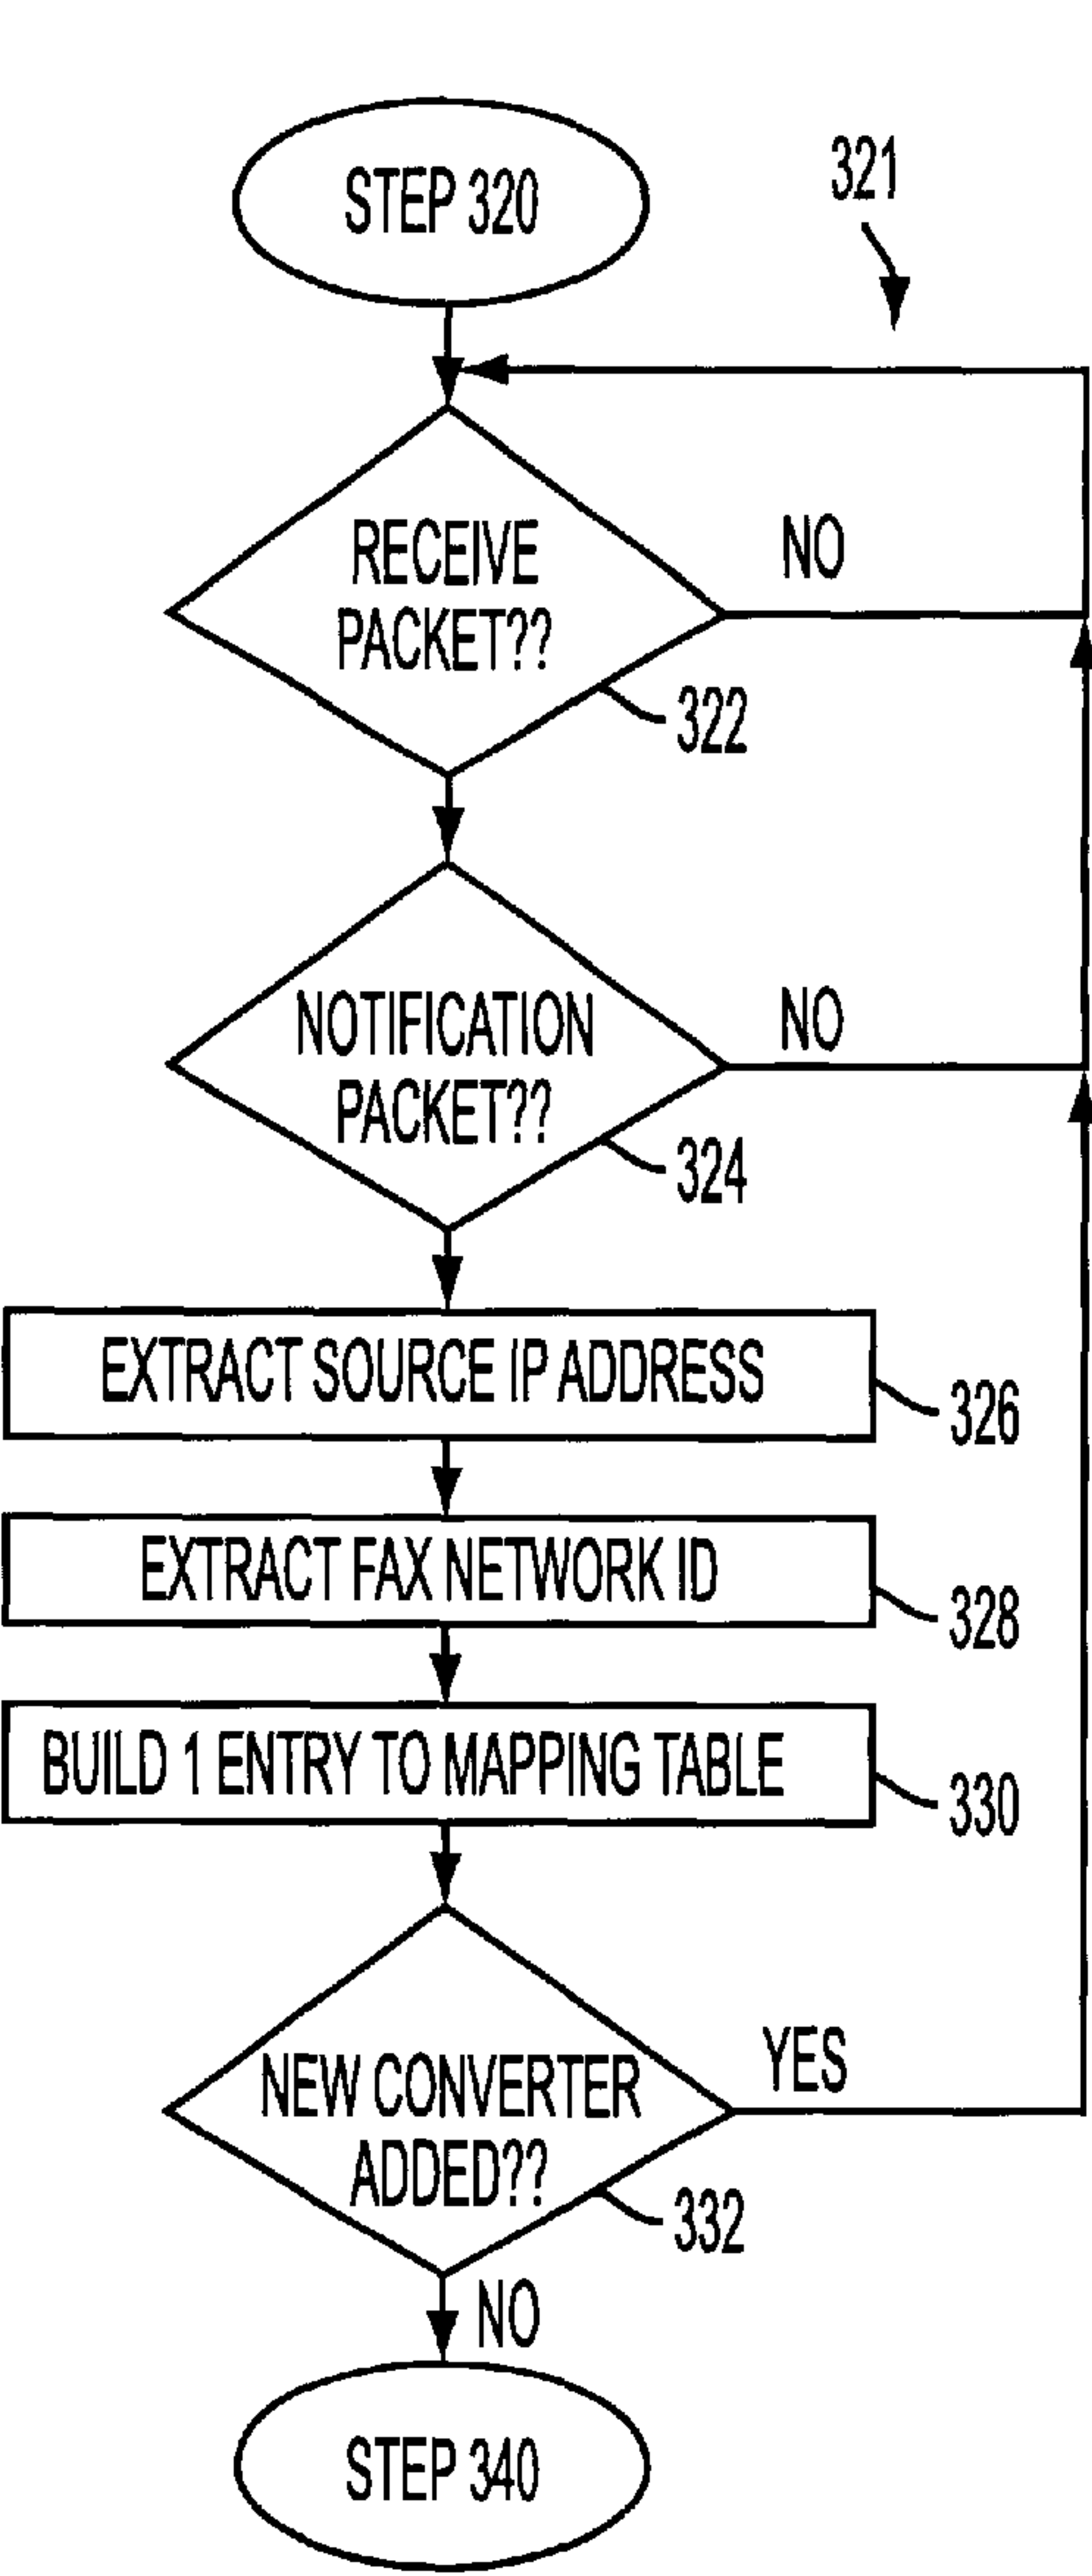 STEP 320
321
RECEIVE
PACKET??
NO
322
NOTIFICATION
PACKET??
NO
324
EXTRACT SOURCE IP ADDRESS
326
EXTRACT FAX NETWORK ID
328
BUILD 1 ENTRY TO MAPPING TABLE
330
NEW CONVERTER
ADDED??
YES
332
NO
STEP 340